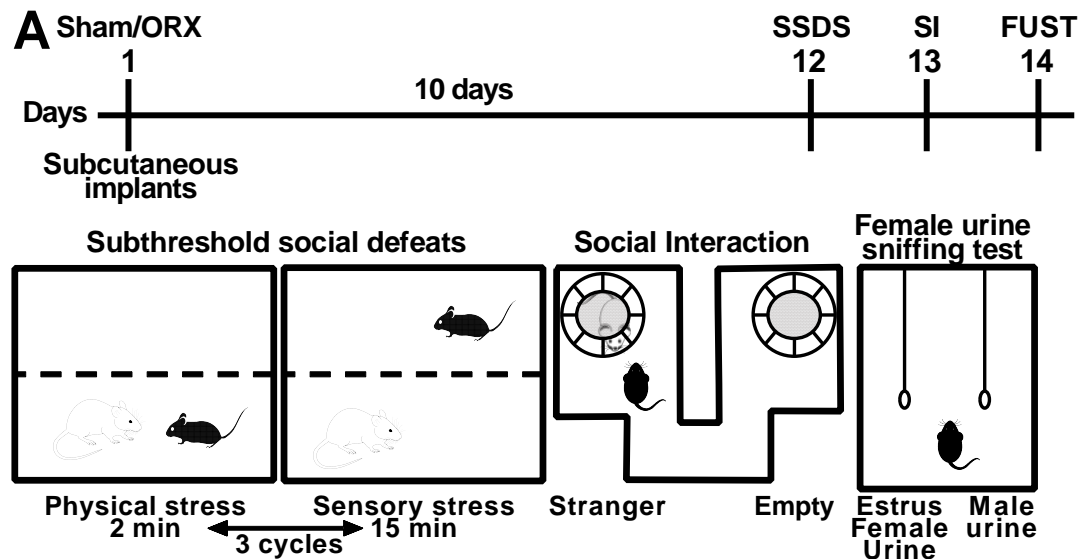 A Sham/ORX SSDS SI FUST
1 12 13 14
10 days
Days
Subcutaneous
implants
Subthreshold social defeats
Social Interaction
Female urine
sniffing test
Physical stress
2 min
Sensory stress
15 min
3 cycles
Stranger
Empty
Estrus
Female
Urine
Male
urine